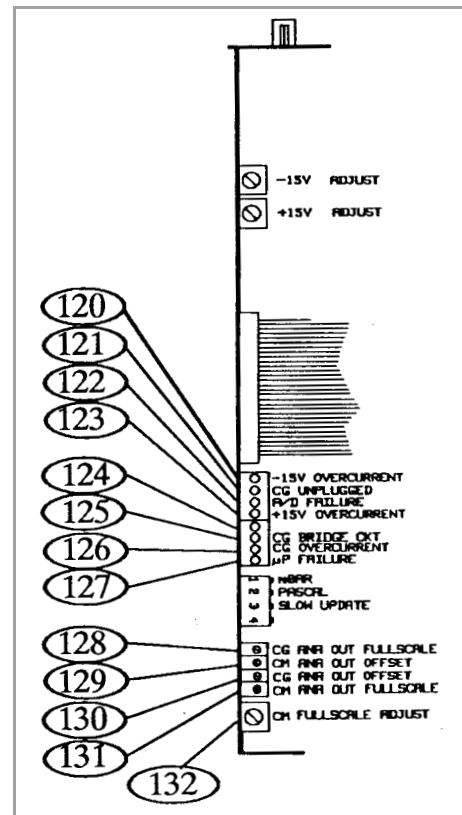 -15V ADJUST
+15V ADJUST
120
121
122
123
124
125
126
127
-15V OVERCURRENT
CG UNPLUGGED
A/D FAILURE
+15V OVERCURRENT
CG BRIDGE CKT
CG OVERCURRENT
µP FAILURE
1 mBAR
2 PASCAL
3 SLOW UPDATE
4
128
129
130
131
132
CG ANA OUT FULLSCALE
CM ANA OUT OFFSET
CG ANA OUT OFFSET
CM ANA OUT FULLSCALE
CM FULLSCALE ADJUST